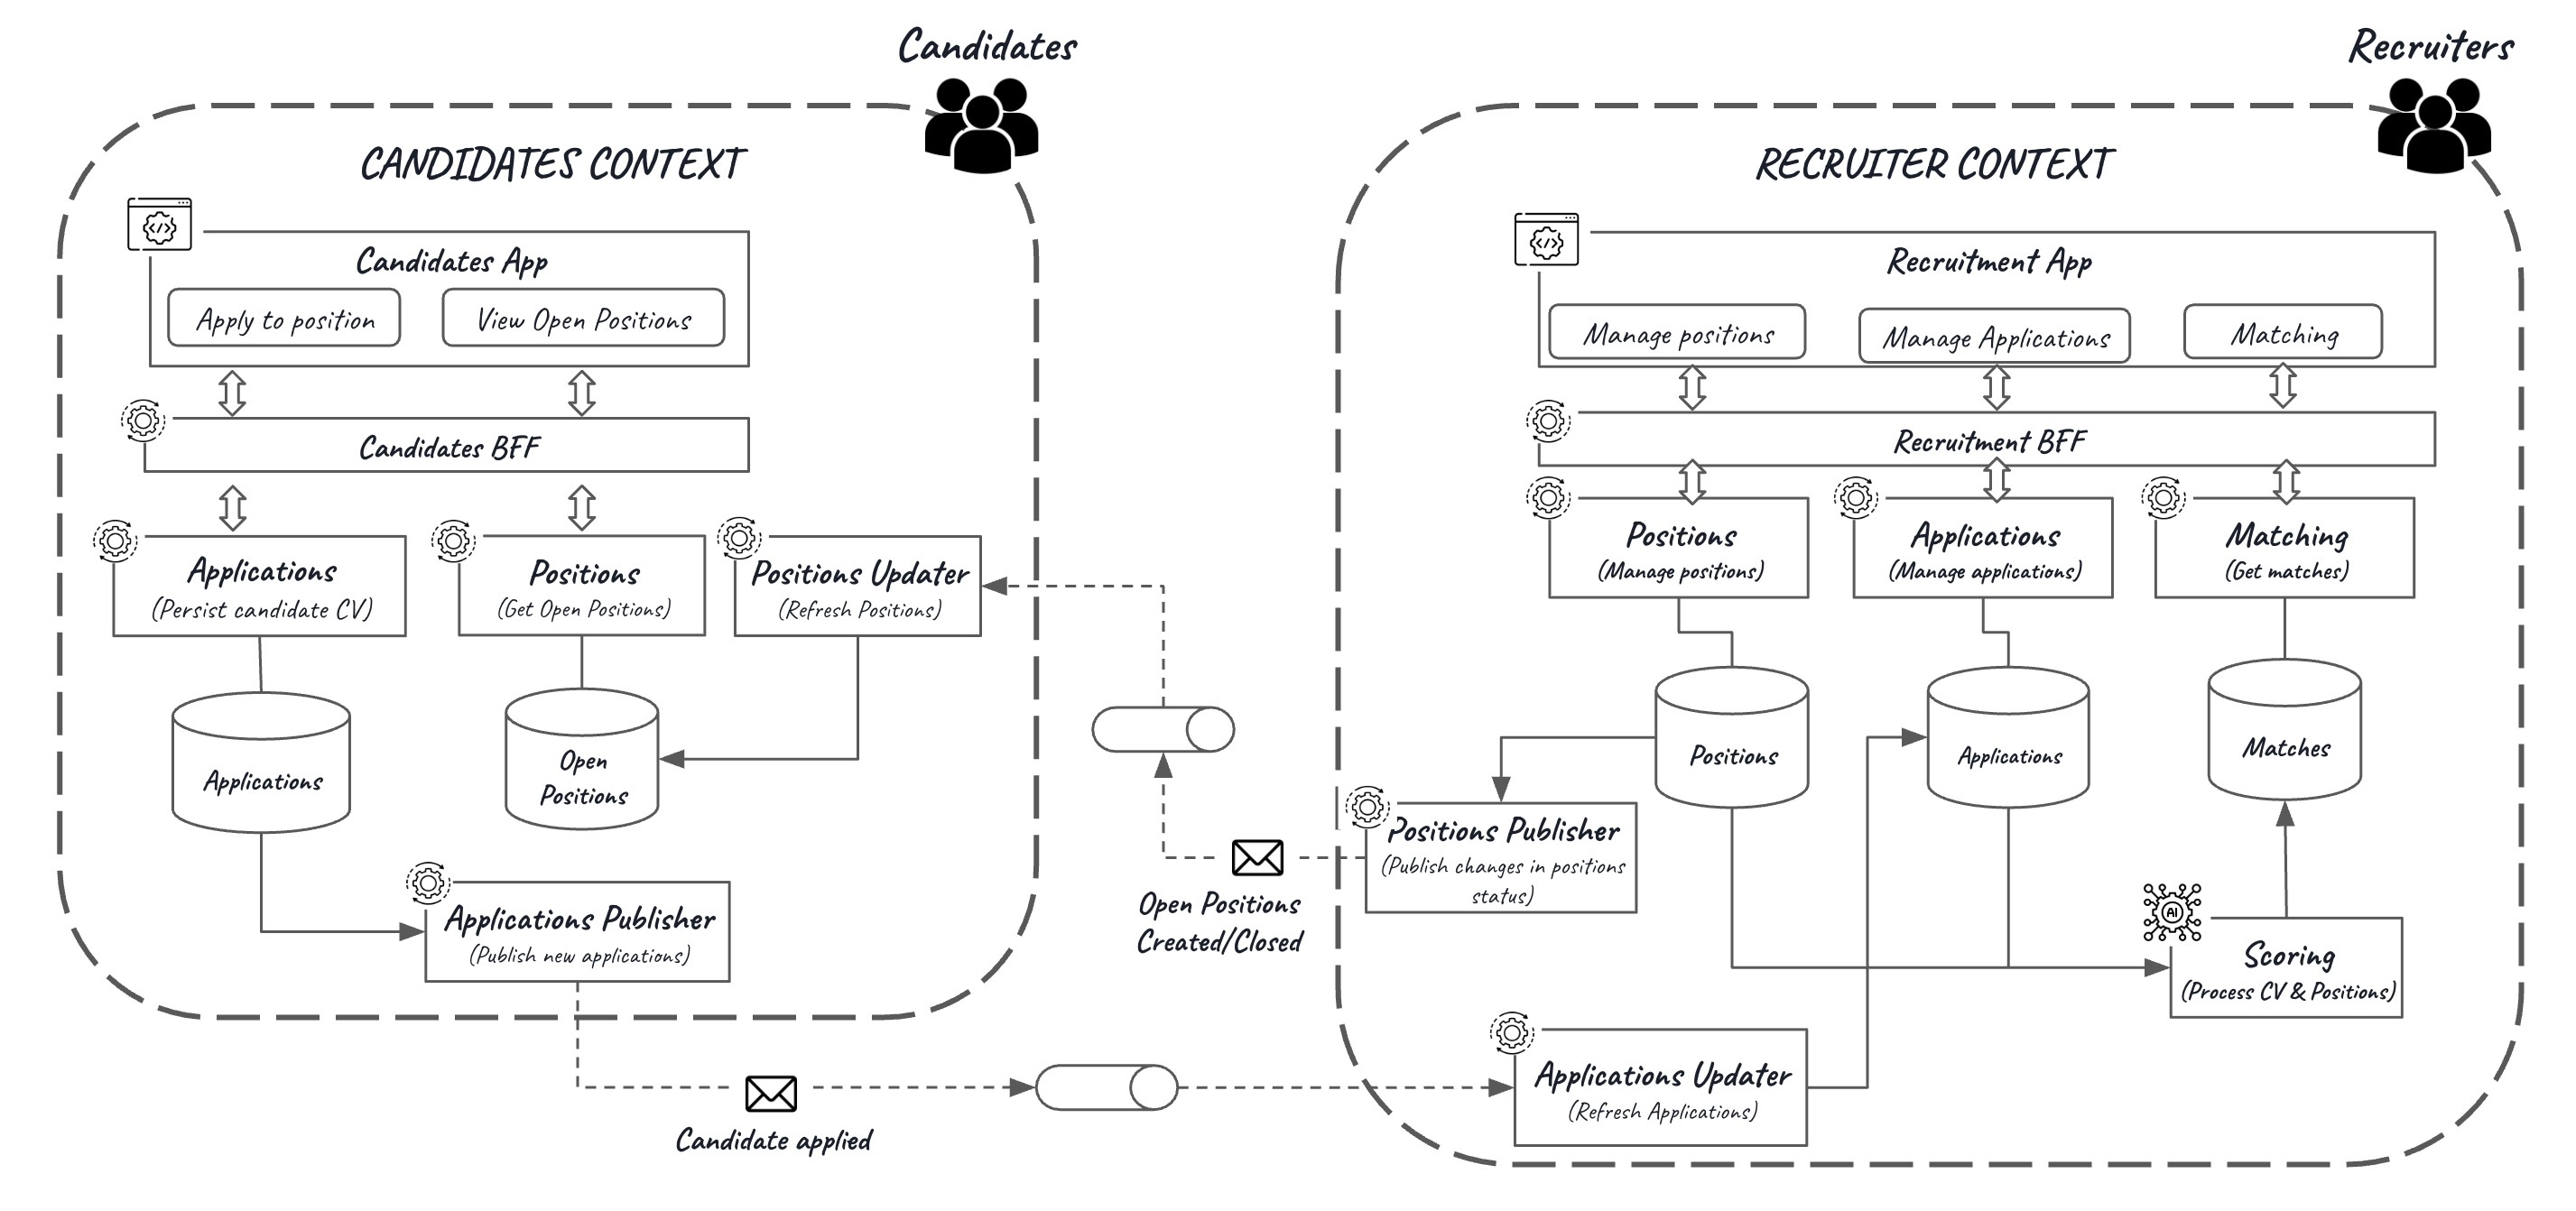 Candidates
Recruiters
CANDIDATES CONTEXT
Candidates App
Apply to position
View Open Positions
Candidates BFF
Applications
(Persist candidate CV)
Positions
(Get Open Positions)
Positions Updater
(Refresh Positions)
Applications
Open
Positions
Applications Publisher
(Publish new applications)
Candidate applied
Open Positions
Created/Closed
RECRUITER CONTEXT
Recruitment App
Manage positions
Manage Applications
Matching
Recruitment BFF
Positions
(Manage positions)
Applications
(Manage applications)
Matching
(Get matches)
Positions
Applications
Matches
Positions Publisher
(Publish changes in positions
status)
AI
Scoring
(Process CV & Positions)
Applications Updater
(Refresh Applications)